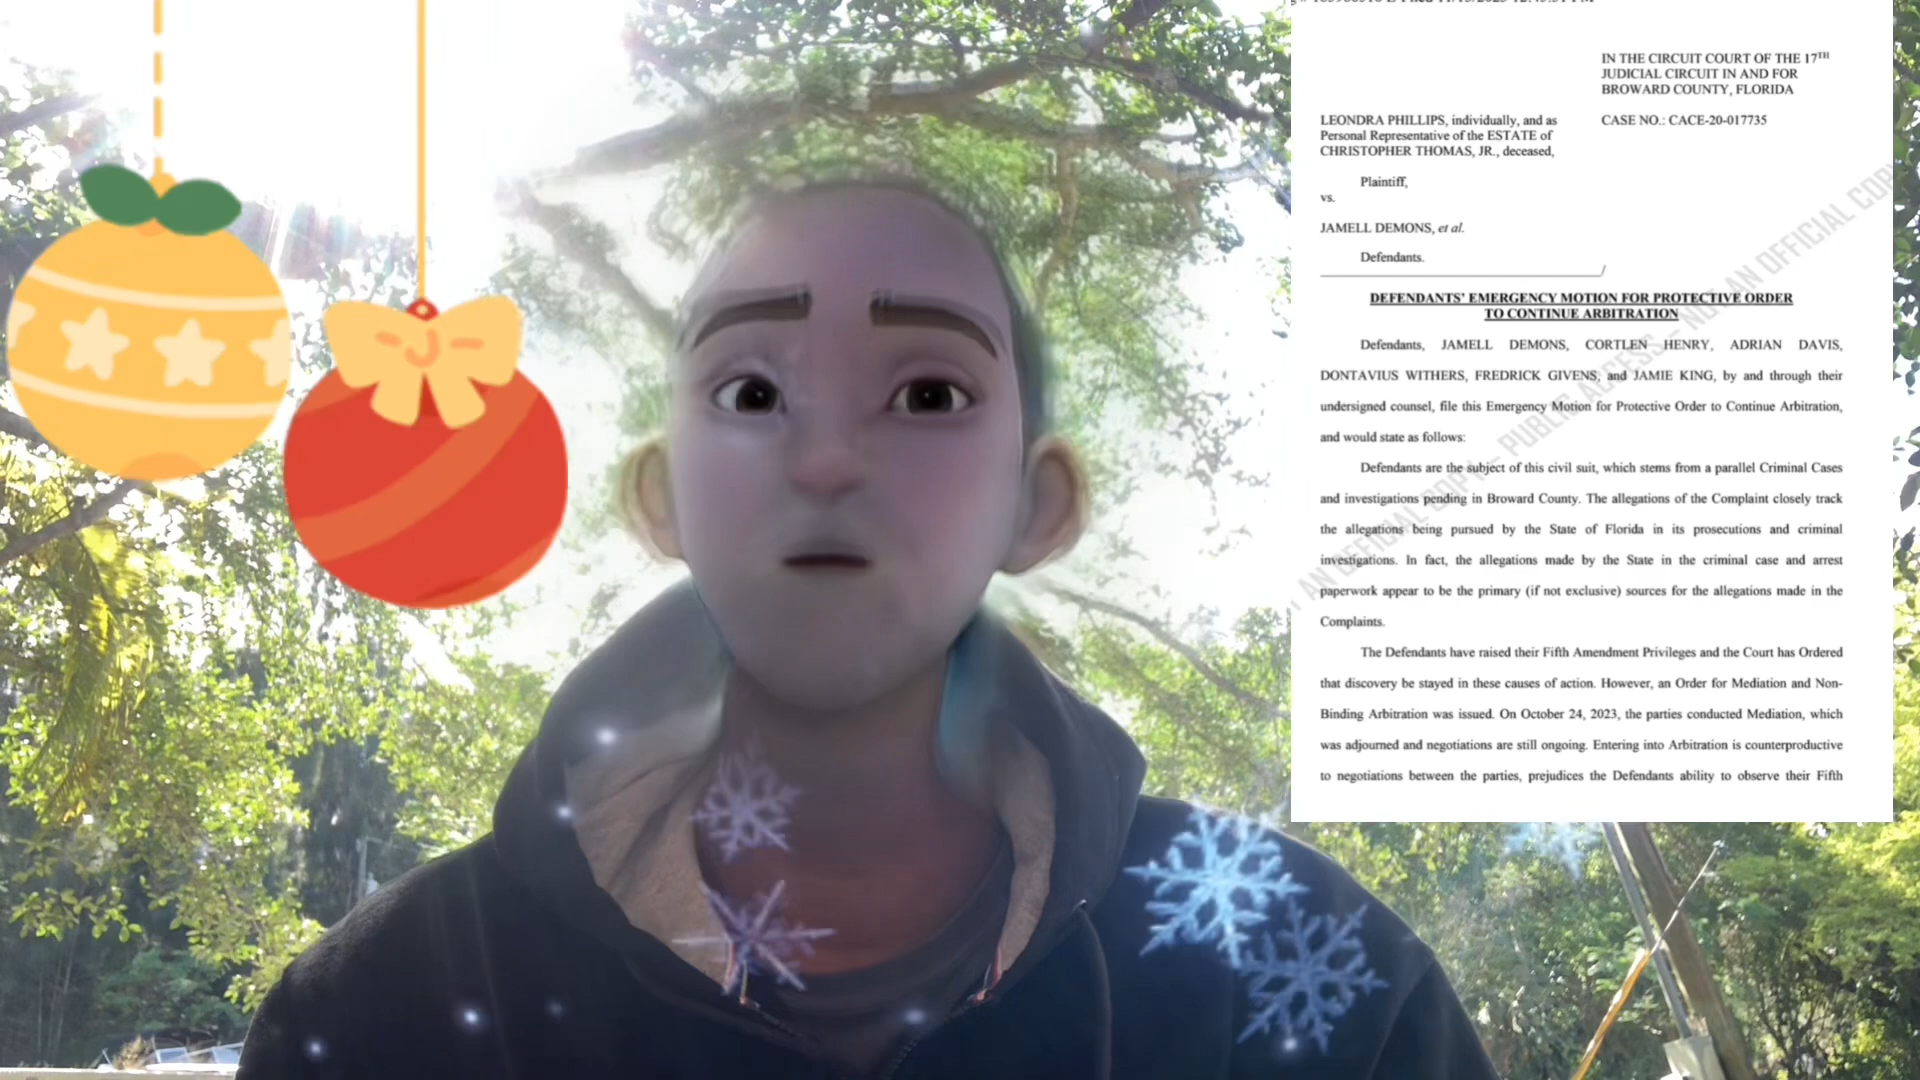 IN THE CIRCUIT COURT OF THE 17TH
JUDICIAL CIRCUIT IN AND FOR
BROWARD COUNTY, FLORIDA
LEONDRA PHILLIPS, individually, and as
Personal Representative of the ESTATE of
CHRISTOPHER THOMAS, JR., deceased,
CASE NO.: CACE-20-017735
Plaintiff,
vs.
JAMELL DEMONS, et al.
Defendants.
/
DEFENDANTS' EMERGENCY MOTION FOR PROTECTIVE ORDER
TO CONTINUE ARBITRATION
Defendants, JAMELL DEMONS, CORTLEN HENRY, ADRIAN DAVIS,
DONTAVIUS WITHERS, FREDRICK GIVENS, and JAMIE KING, by and through their
undersigned counsel, file this Emergency Motion for Protective Order to Continue Arbitration,
and would state as follows:
Defendants are the subject of this civil suit, which stems from a parallel Criminal Cases
and investigations pending in Broward County. The allegations of the Complaint closely track
the allegations being pursued by the State of Florida in its prosecutions and criminal
investigations. In fact, the allegations made by the State in the criminal case and arrest
paperwork appear to be the primary (if not exclusive) sources for the allegations made in the
Complaints.
The Defendants have raised their Fifth Amendment Privileges and the Court has Ordered
that discovery be stayed in these causes of action. However, an Order for Mediation and Non-
Binding Arbitration was issued. On October 24, 2023, the parties conducted Mediation, which
was adjourned and negotiations are still ongoing. Entering into Arbitration is counterproductive
to negotiations between the parties, prejudices the Defendants ability to observe their Fifth
AN OFFICIAL COPY - PUBLIC ACCESS - NOT AN OFFICIAL COPY